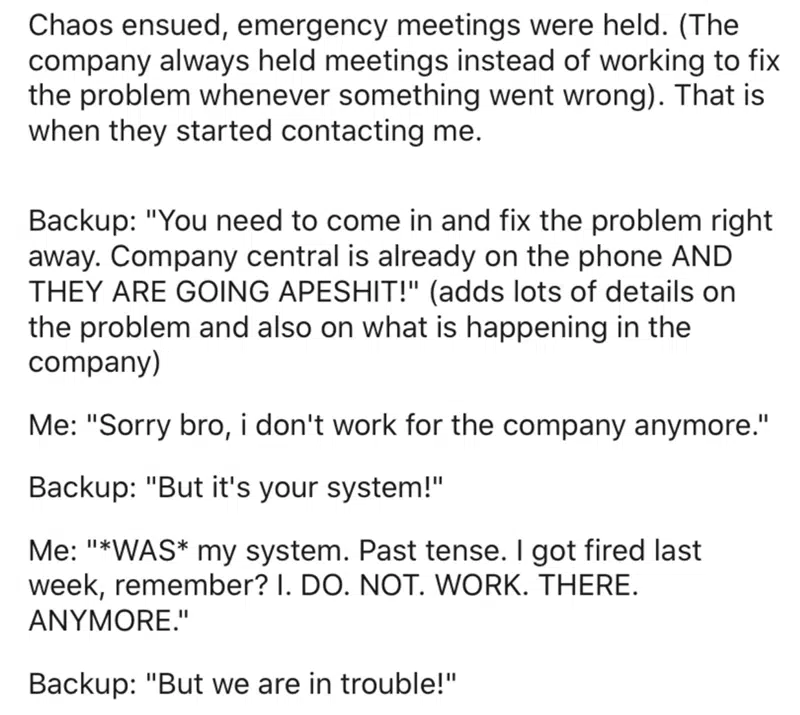 Chaos ensued, emergency meetings were held. (The
company always held meetings instead of working to fix
the problem whenever something went wrong). That is
when they started contacting me.
Backup: "You need to come in and fix the problem right
away. Company central is already on the phone AND
THEY ARE GOING APESHIT!" (adds lots of details on
the problem and also on what is happening in the
company)
Me: "Sorry bro, i don't work for the company anymore."
Backup: "But it's your system!"
Me: "*WAS* my system. Past tense. I got fired last
week, remember? I. DO. NOT. WORK. THERE.
ANYMORE."
Backup: "But we are in trouble!"